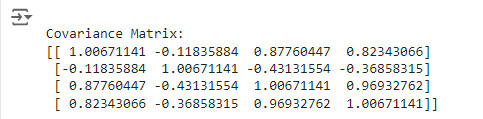 Covariance Matrix:
[[ 1.00671141 -0.11835884  0.87760447  0.82343066]
 [-0.11835884  1.00671141 -0.43131554 -0.36858315]
 [ 0.87760447 -0.43131554  1.00671141  0.96932762]
 [ 0.82343066 -0.36858315  0.96932762  1.00671141]]